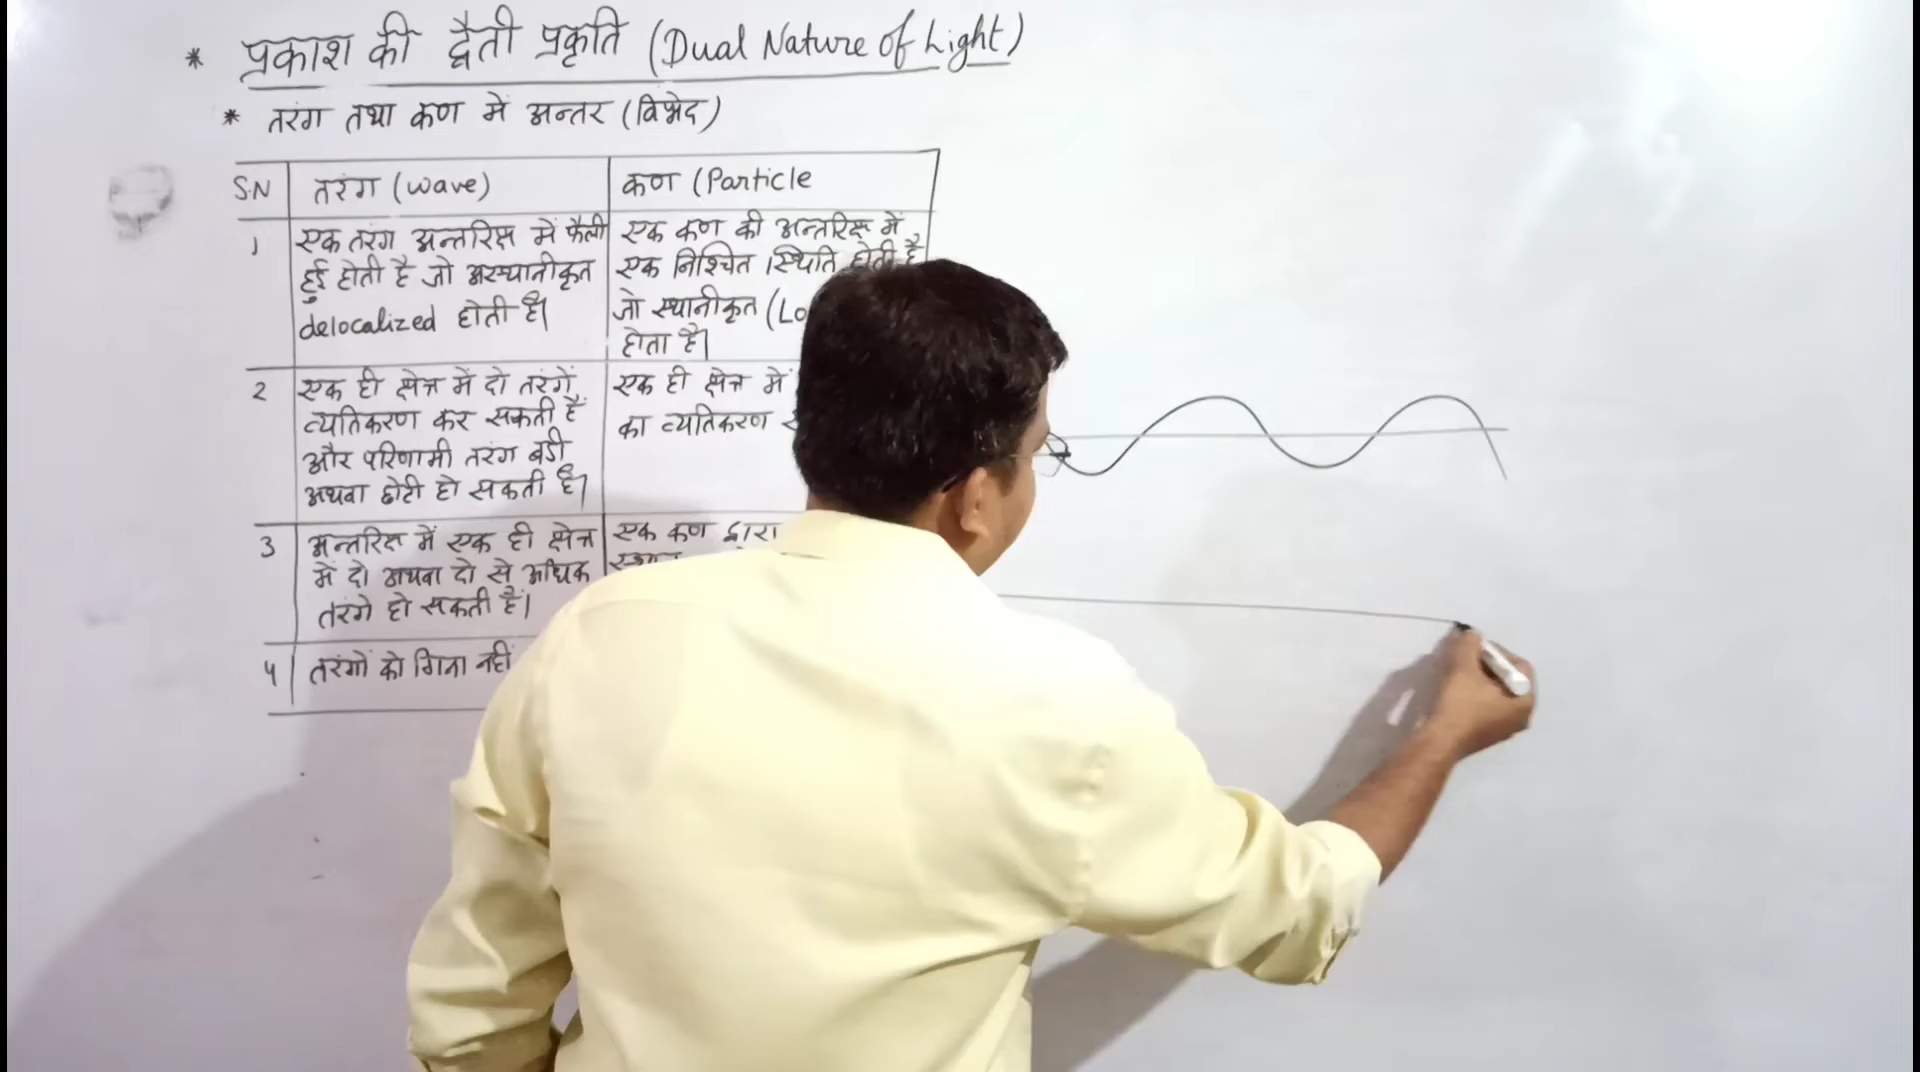 * प्रकाश की द्वैती प्रकृति (Dual Nature of Light)
* तरंग तथा कण में अन्तर (विभेद)
S.N तरंग (wave) कण (Particle
1 एक तरंग अन्तरिक्ष में फैली
हुई होती है जो अस्थानीकृत
delocalized होती है।
एक कण की अन्तरिक्ष में
एक निश्चित स्थिति होती है
जो स्थानीकृत (Lo
होता है।
2 एक ही क्षेत्र में दो तरंगें
व्यतिकरण कर सकती हैं
और परिणामी तरंग बडी
अथवा छोटी हो सकती है।
एक ही क्षेत्र में
का व्यतिकरण
3 अन्तरिक्ष में एक ही क्षेत्र
में दो अथवा दो से अधिक
तरंगे हो सकती हैं।
एक कण द्वारा
4 तरंगों को गिना नहीं